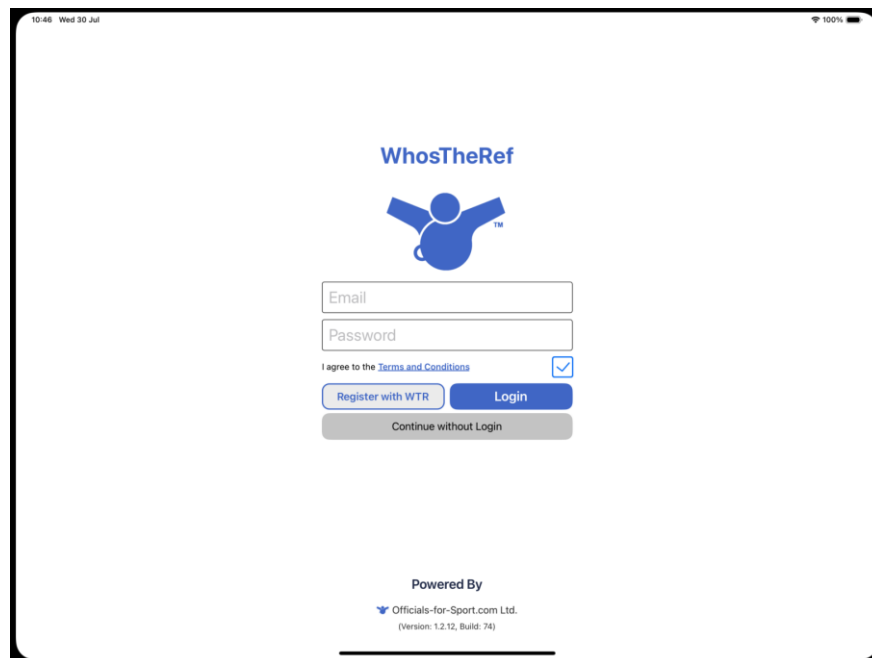 10:46 Wed 30 Jul 100%
WhosTheRef
TM
Email
Password
I agree to the Terms and Conditions
Register with WTR Login
Continue without Login
Powered By
Officials-for-Sport.com Ltd.
(Version: 1.2.12, Build: 74)